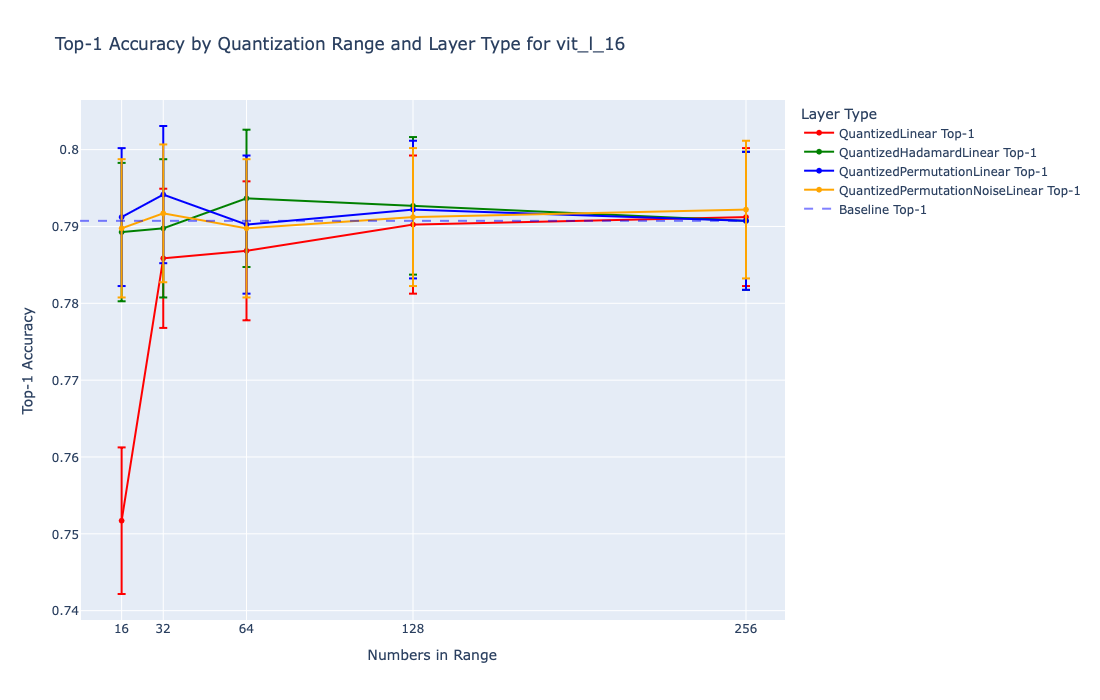 Top-1 Accuracy by Quantization Range and Layer Type for vit_l_16
Layer Type
QuantizedLinear Top-1
QuantizedHadamardLinear Top-1
QuantizedPermutationLinear Top-1
QuantizedPermutationNoiseLinear Top-1
Baseline Top-1
Top-1 Accuracy
0.8
0.79
0.78
0.77
0.76
0.75
0.74
16 32 64 128 256
Numbers in Range